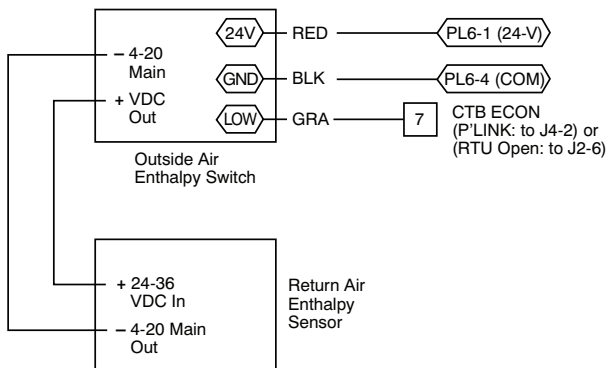 24V RED PL6-1 (24-V)
– 4-20
Main
GND BLK PL6-4 (COM)
+ VDC
Out
LOW GRA 7 CTB ECON
(P'LINK: to J4-2) or
(RTU Open: to J2-6)
Outside Air
Enthalpy Switch
+ 24-36
VDC In
– 4-20 Main
Out
Return Air
Enthalpy
Sensor